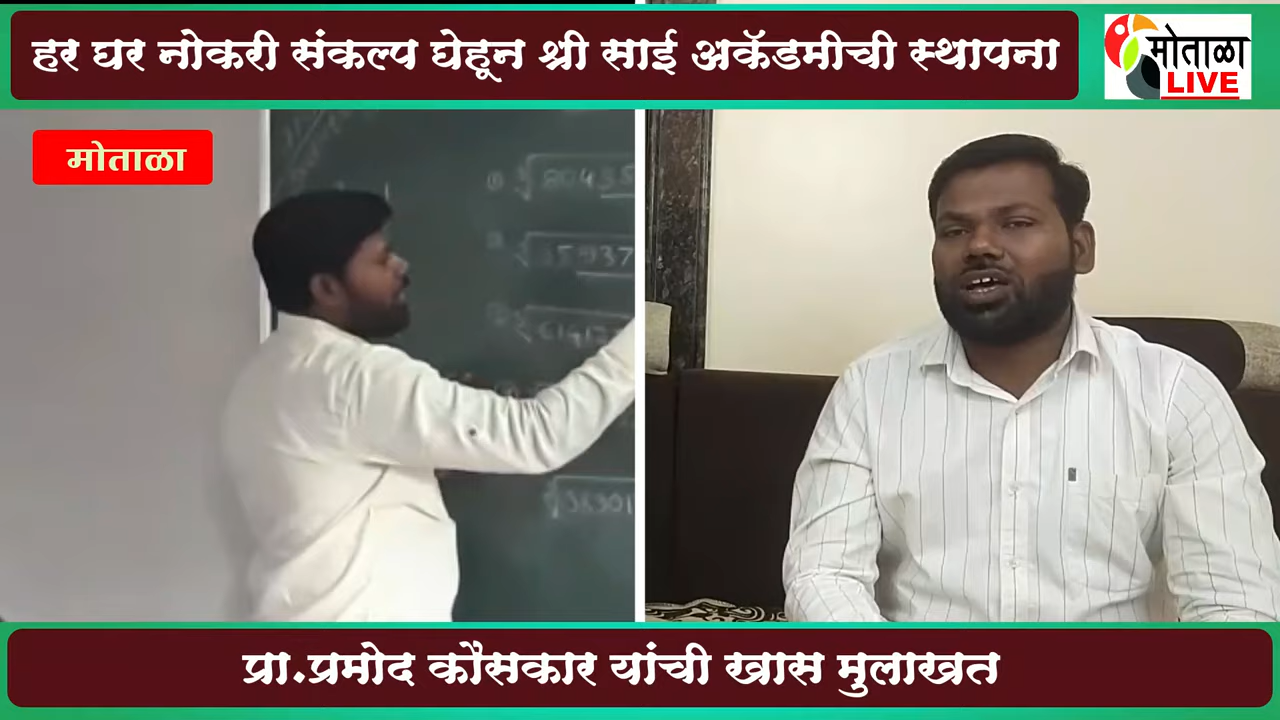 हर घर नोकरी संकल्प घेहून श्री साई अकॅडमीची स्थापना
मोताळा
LIVE
मोताळा
प्रा.प्रमोद कौसकार यांची खास मुलाखत